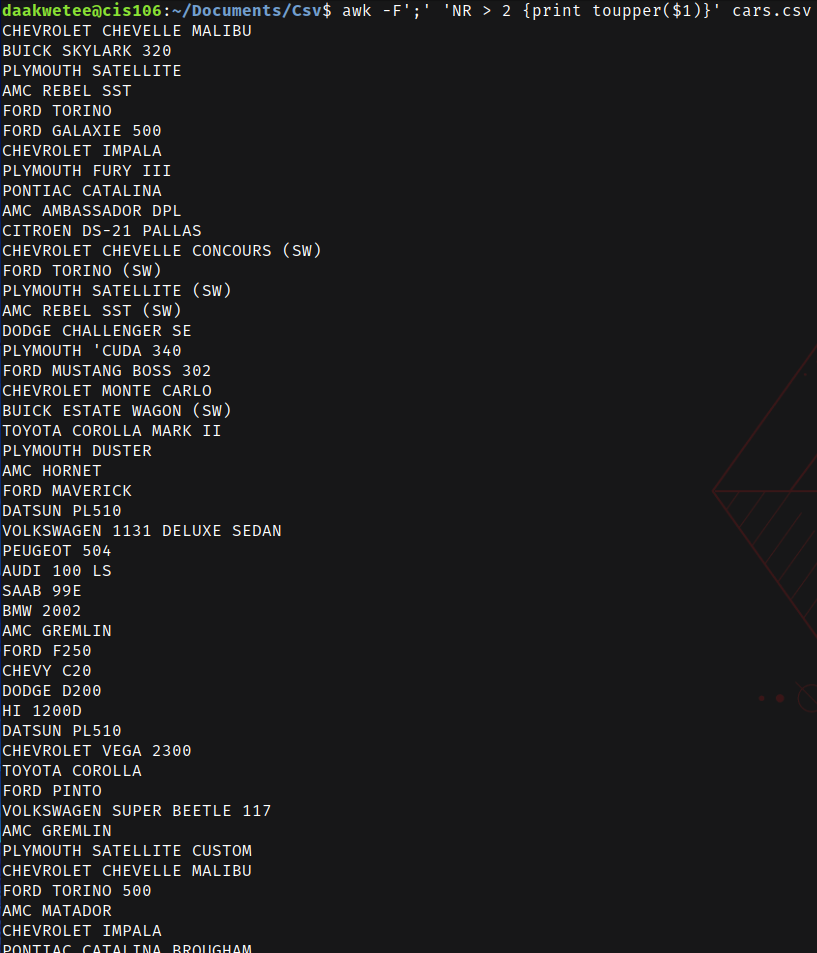 daakwetee@cis106:~/Documents/Csv$ awk -F';' 'NR > 2 {print toupper($1)}' cars.csv
CHEVROLET CHEVELLE MALIBU
BUICK SKYLARK 320
PLYMOUTH SATELLITE
AMC REBEL SST
FORD TORINO
FORD GALAXIE 500
CHEVROLET IMPALA
PLYMOUTH FURY III
PONTIAC CATALINA
AMC AMBASSADOR DPL
CITROEN DS-21 PALLAS
CHEVROLET CHEVELLE CONCOURS (SW)
FORD TORINO (SW)
PLYMOUTH SATELLITE (SW)
AMC REBEL SST (SW)
DODGE CHALLENGER SE
PLYMOUTH 'CUDA 340
FORD MUSTANG BOSS 302
CHEVROLET MONTE CARLO
BUICK ESTATE WAGON (SW)
TOYOTA COROLLA MARK II
PLYMOUTH DUSTER
AMC HORNET
FORD MAVERICK
DATSUN PL510
VOLKSWAGEN 1131 DELUXE SEDAN
PEUGEOT 504
AUDI 100 LS
SAAB 99E
BMW 2002
AMC GREMLIN
FORD F250
CHEVY C20
DODGE D200
HI 1200D
DATSUN PL510
CHEVROLET VEGA 2300
TOYOTA COROLLA
FORD PINTO
VOLKSWAGEN SUPER BEETLE 117
AMC GREMLIN
PLYMOUTH SATELLITE CUSTOM
CHEVROLET CHEVELLE MALIBU
FORD TORINO 500
AMC MATADOR
CHEVROLET IMPALA
PONTIAC CATALINA BROUGHAM